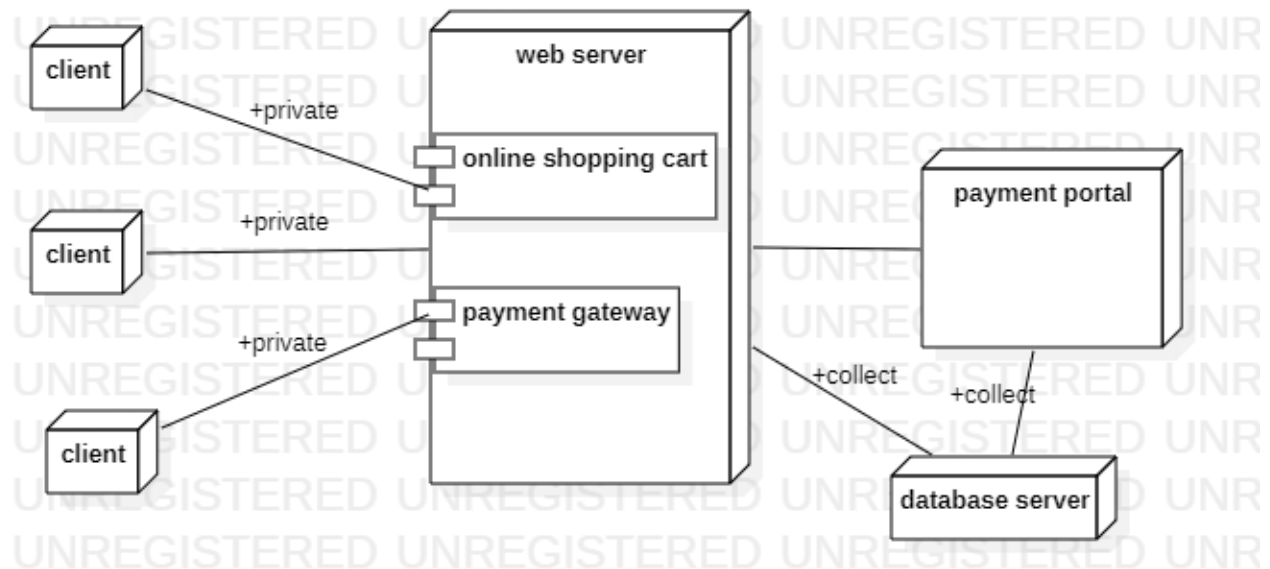 client
web server
+private
online shopping cart
payment portal
+private
client
payment gateway
+private
+collect
+collect
client
database server
UNREGISTERED